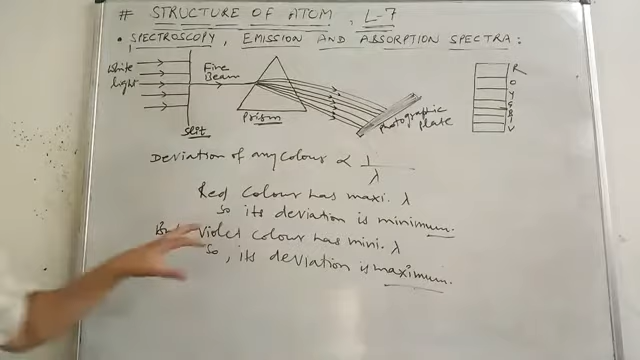 # STRUCTURE OF ATOM, L-7
• SPECTROSCOPY, EMISSION AND ABSORPTION SPECTRA:
White light
Fine Beam
Slit
Prism
Photographic plate
R
O
Y
G
B
I
V
Deviation of any colour ∝ 1/λ
Red colour has maxi. λ
so its deviation is minimum.
But violet colour has mini. λ
So, its deviation is maximum.